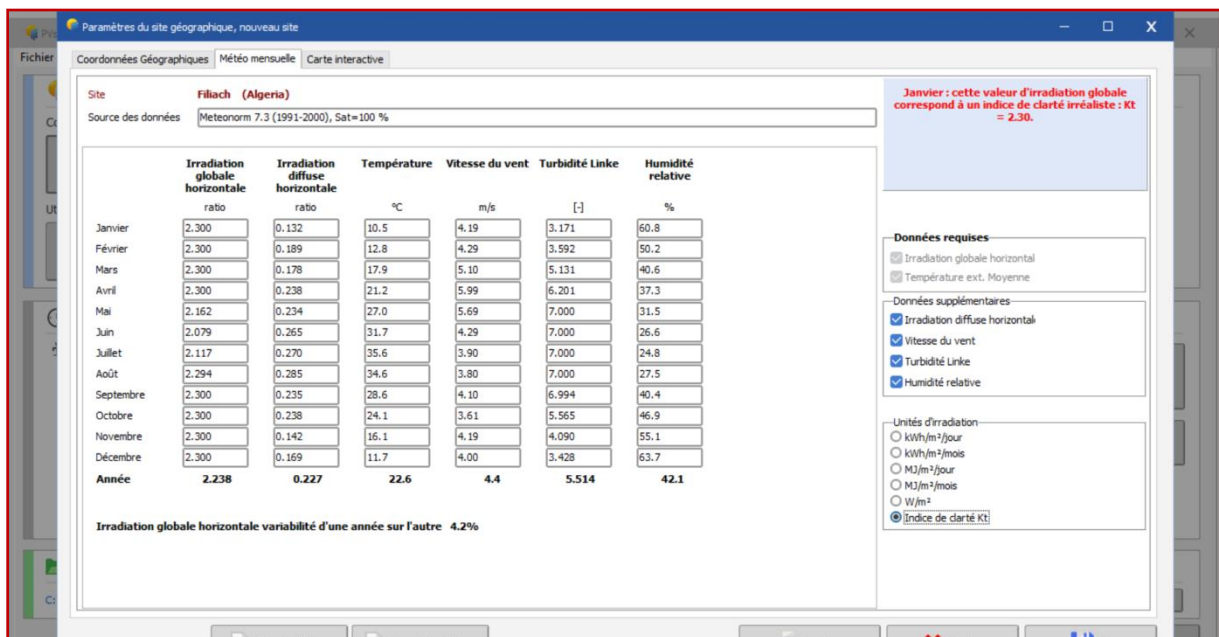 Paramètres du site géographique, nouveau site
Fichier
Coordonnées Géographiques Météo mensuelle Carte interactive
Site Filiach (Algeria)
Source des données Meteonorm 7.3 (1991-2000), Sat=100 %
Janvier : cette valeur d'irradiation globale
correspond à un indice de clarté irréaliste : Kt
= 2.30.
Irradiation globale horizontale Irradiation diffuse horizontale Température Vitesse du vent Turbidité Linke Humidité relative
ratio ratio °C m/s [-] %
Janvier 2.300 0.132 10.5 4.19 3.171 60.8
Février 2.300 0.189 12.8 4.29 3.592 50.2
Mars 2.300 0.178 17.9 5.10 5.131 40.6
Avril 2.300 0.238 21.2 5.99 6.201 37.3
Mai 2.162 0.234 27.0 5.69 7.000 31.5
Juin 2.079 0.265 31.7 4.29 7.000 26.6
Juillet 2.117 0.270 35.6 3.90 7.000 24.8
Août 2.294 0.285 34.6 3.80 7.000 27.5
Septembre 2.300 0.235 28.6 4.10 6.994 40.4
Octobre 2.300 0.238 24.1 3.61 5.565 46.9
Novembre 2.300 0.142 16.1 4.19 4.090 55.1
Décembre 2.300 0.169 11.7 4.00 3.428 63.7
Année 2.238 0.227 22.6 4.4 5.514 42.1
Irradiation globale horizontale variabilité d'une année sur l'autre 4.2%
Données requises
Irradiation globale horizontal
Température ext. Moyenne
Données supplémentaires
Irradiation diffuse horizontal
Vitesse du vent
Turbidité Linke
Humidité relative
Unités d'irradiation
kWh/m²/jour
kWh/m²/mois
MJ/m²/jour
MJ/m²/mois
W/m²
Indice de clarté Kt